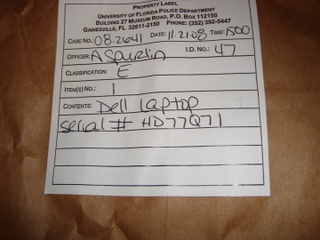 PROPERTY LABEL
UNIVERSITY OF FLORIDA POLICE DEPARTMENT
BUILDING 27 MUSEUM ROAD, P.O. BOX 112150
GAINESVILLE, FL 32611-2150 PHONE: (352) 392-5447
CASE NO.: 08.2641 DATE: 11.21.08 TIME: 1500
OFFICER: A Spurlin I.D. NO.: 47
CLASSIFICATION: E
ITEM(S) NO.: 1
CONTENTS: Dell laptop
serial # HD77Q71